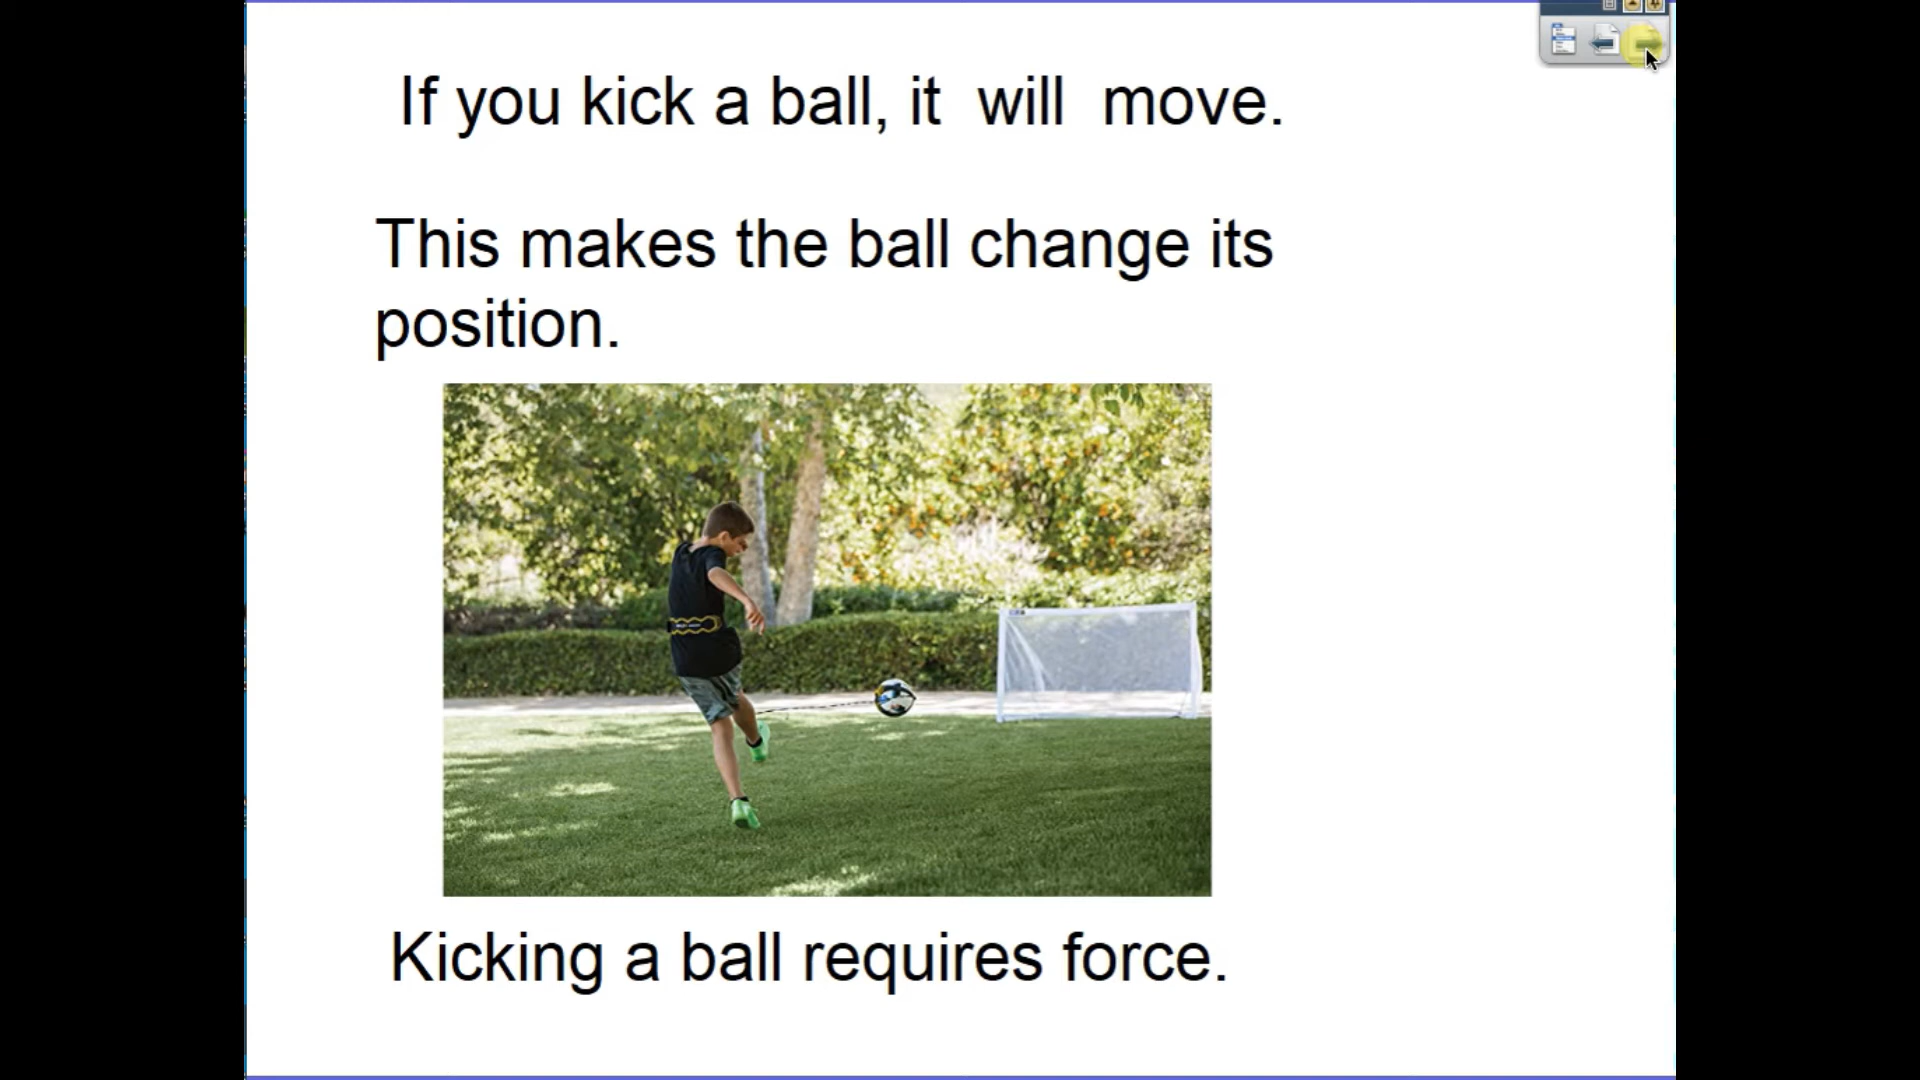 If you kick a ball, it will move.
This makes the ball change its
position.
Kicking a ball requires force.